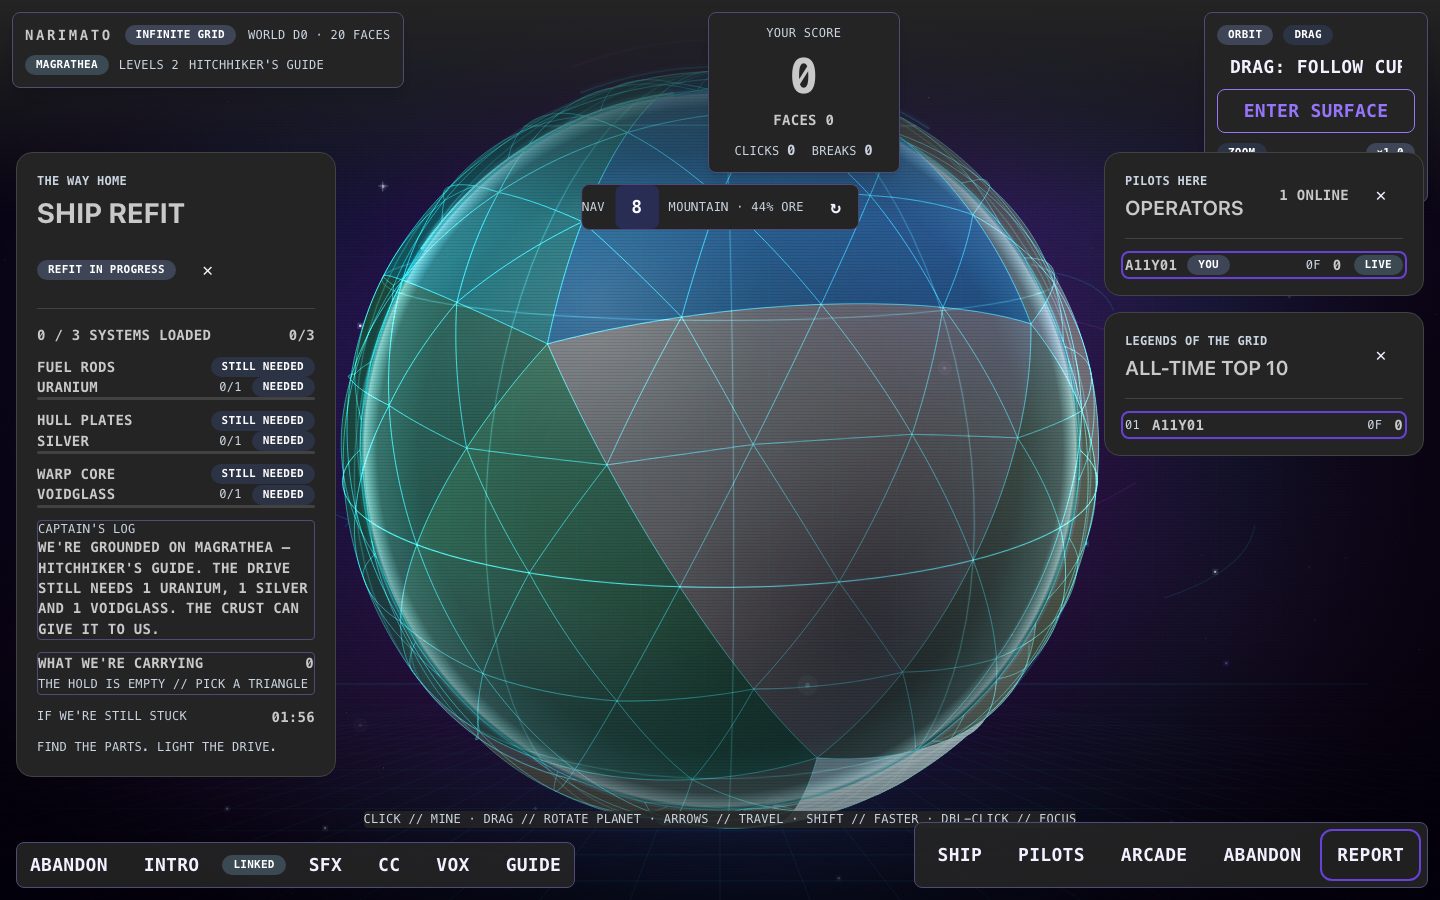 NARIMATO INFINITE GRID WORLD D0 · 20 FACES
MAGRATHEA LEVELS 2 HITCHHIKER'S GUIDE
YOUR SCORE
0
FACES 0
CLICKS 0 BREAKS 0
NAV 8 MOUNTAIN · 44% ORE ↻
ORBIT DRAG
DRAG: FOLLOW CUR
ENTER SURFACE
ZOOM ×1.0
THE WAY HOME
SHIP REFIT
REFIT IN PROGRESS ×
0 / 3 SYSTEMS LOADED 0/3
FUEL RODS STILL NEEDED
URANIUM 0/1 NEEDED
HULL PLATES STILL NEEDED
SILVER 0/1 NEEDED
WARP CORE STILL NEEDED
VOIDGLASS 0/1 NEEDED
CAPTAIN'S LOG
WE'RE GROUNDED ON MAGRATHEA —
HITCHHIKER'S GUIDE. THE DRIVE
STILL NEEDS 1 URANIUM, 1 SILVER
AND 1 VOIDGLASS. THE CRUST CAN
GIVE IT TO US.
WHAT WE'RE CARRYING 0
THE HOLD IS EMPTY // PICK A TRIANGLE
IF WE'RE STILL STUCK 01:56
FIND THE PARTS. LIGHT THE DRIVE.
PILOTS HERE
OPERATORS 1 ONLINE ×
A11Y01 YOU 0F 0 LIVE
LEGENDS OF THE GRID
ALL-TIME TOP 10 ×
01 A11Y01 0F 0
CLICK // MINE · DRAG // ROTATE PLANET · ARROWS // TRAVEL · SHIFT // FASTER · DBL-CLICK // FOCUS
ABANDON INTRO LINKED SFX CC VOX GUIDE
SHIP PILOTS ARCADE ABANDON REPORT